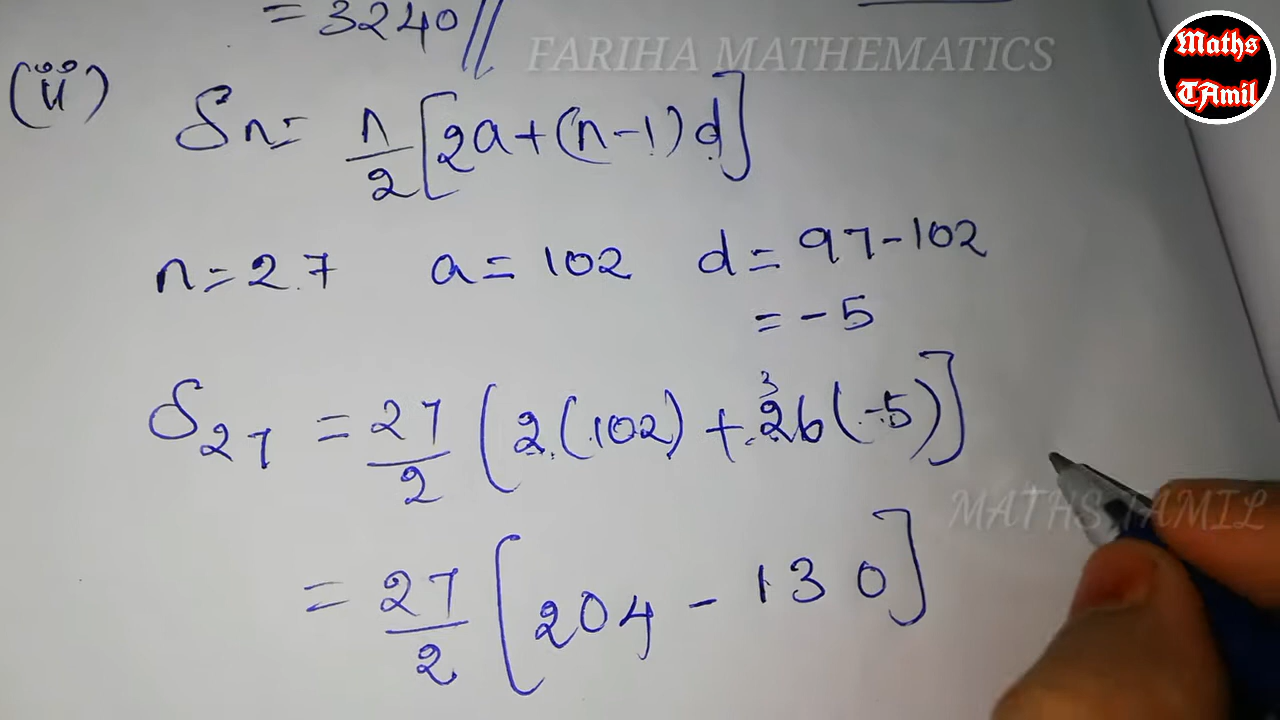 = 3240//
FARIHA MATHEMATICS
Maths
TAmil
(ii) Sn = n/2 [2a+(n-1)d]
n=27 a=102 d=97-102
= -5
S27 = 27/2 (2(102) + 26(-5)]
3
MATHS TAMIL
= 27/2 [204 - 130]